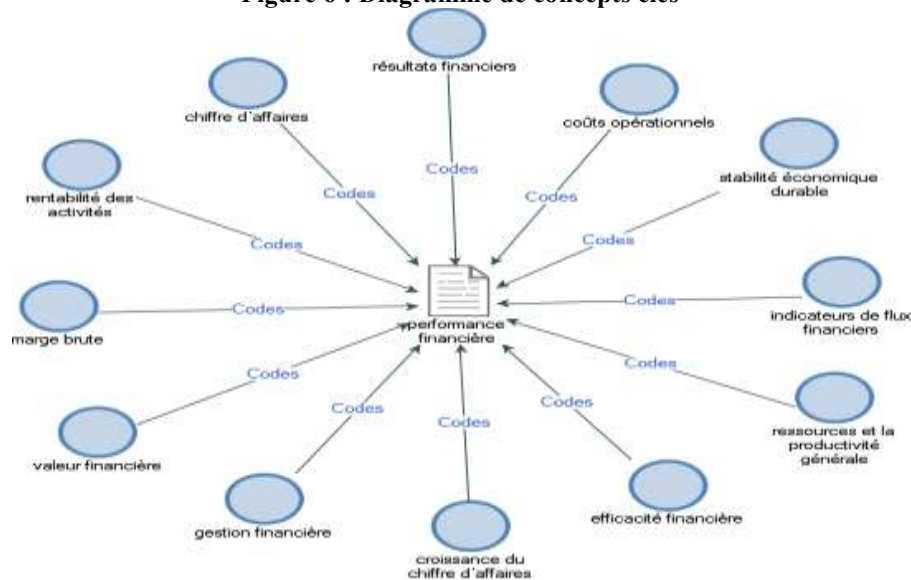 Figure 6 : Diagramme de concepts clés
résultats financiers
chiffre d'affaires
coûts opérationnels
stabilité économique
durable
rentabilité des
activités
Codes
Codes
Codes
Codes
Codes
Codes
indicateurs de flux
financiers
marge brute
Codes
Codes
performance
financière
Codes
Codes
Codes
Codes
Codes
ressources et la
productivité
générale
valeur financière
gestion financière
efficacité financière
croissance du
chiffre d'affaires